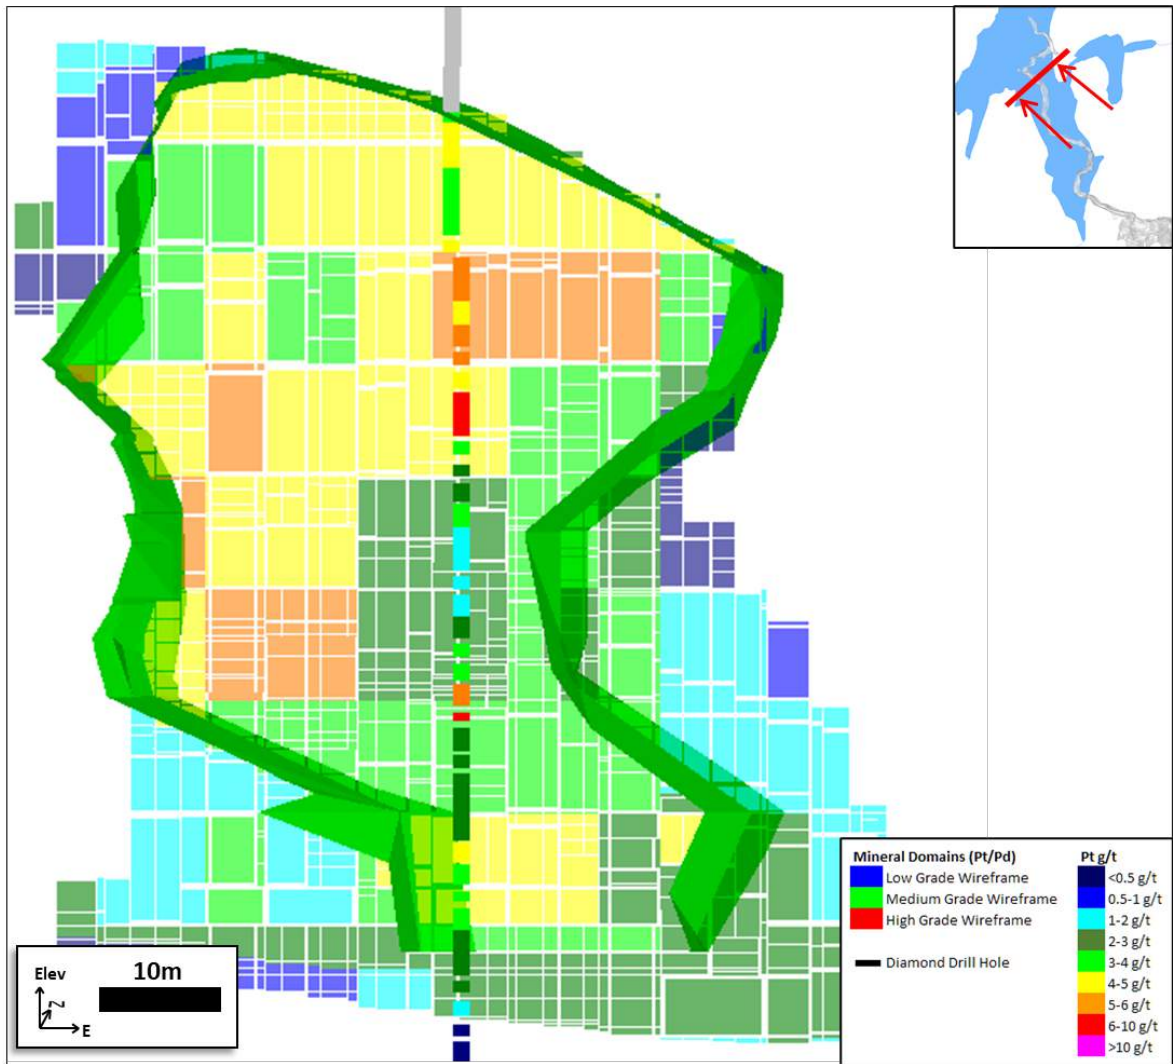 Mineral Domains (Pt/Pd)
Low Grade Wireframe
Medium Grade Wireframe
High Grade Wireframe
Diamond Drill Hole
Pt g/t
<0.5 g/t
0.5-1 g/t
1-2 g/t
2-3 g/t
3-4 g/t
4-5 g/t
5-6 g/t
6-10 g/t
>10 g/t
Elev
10m
N
E